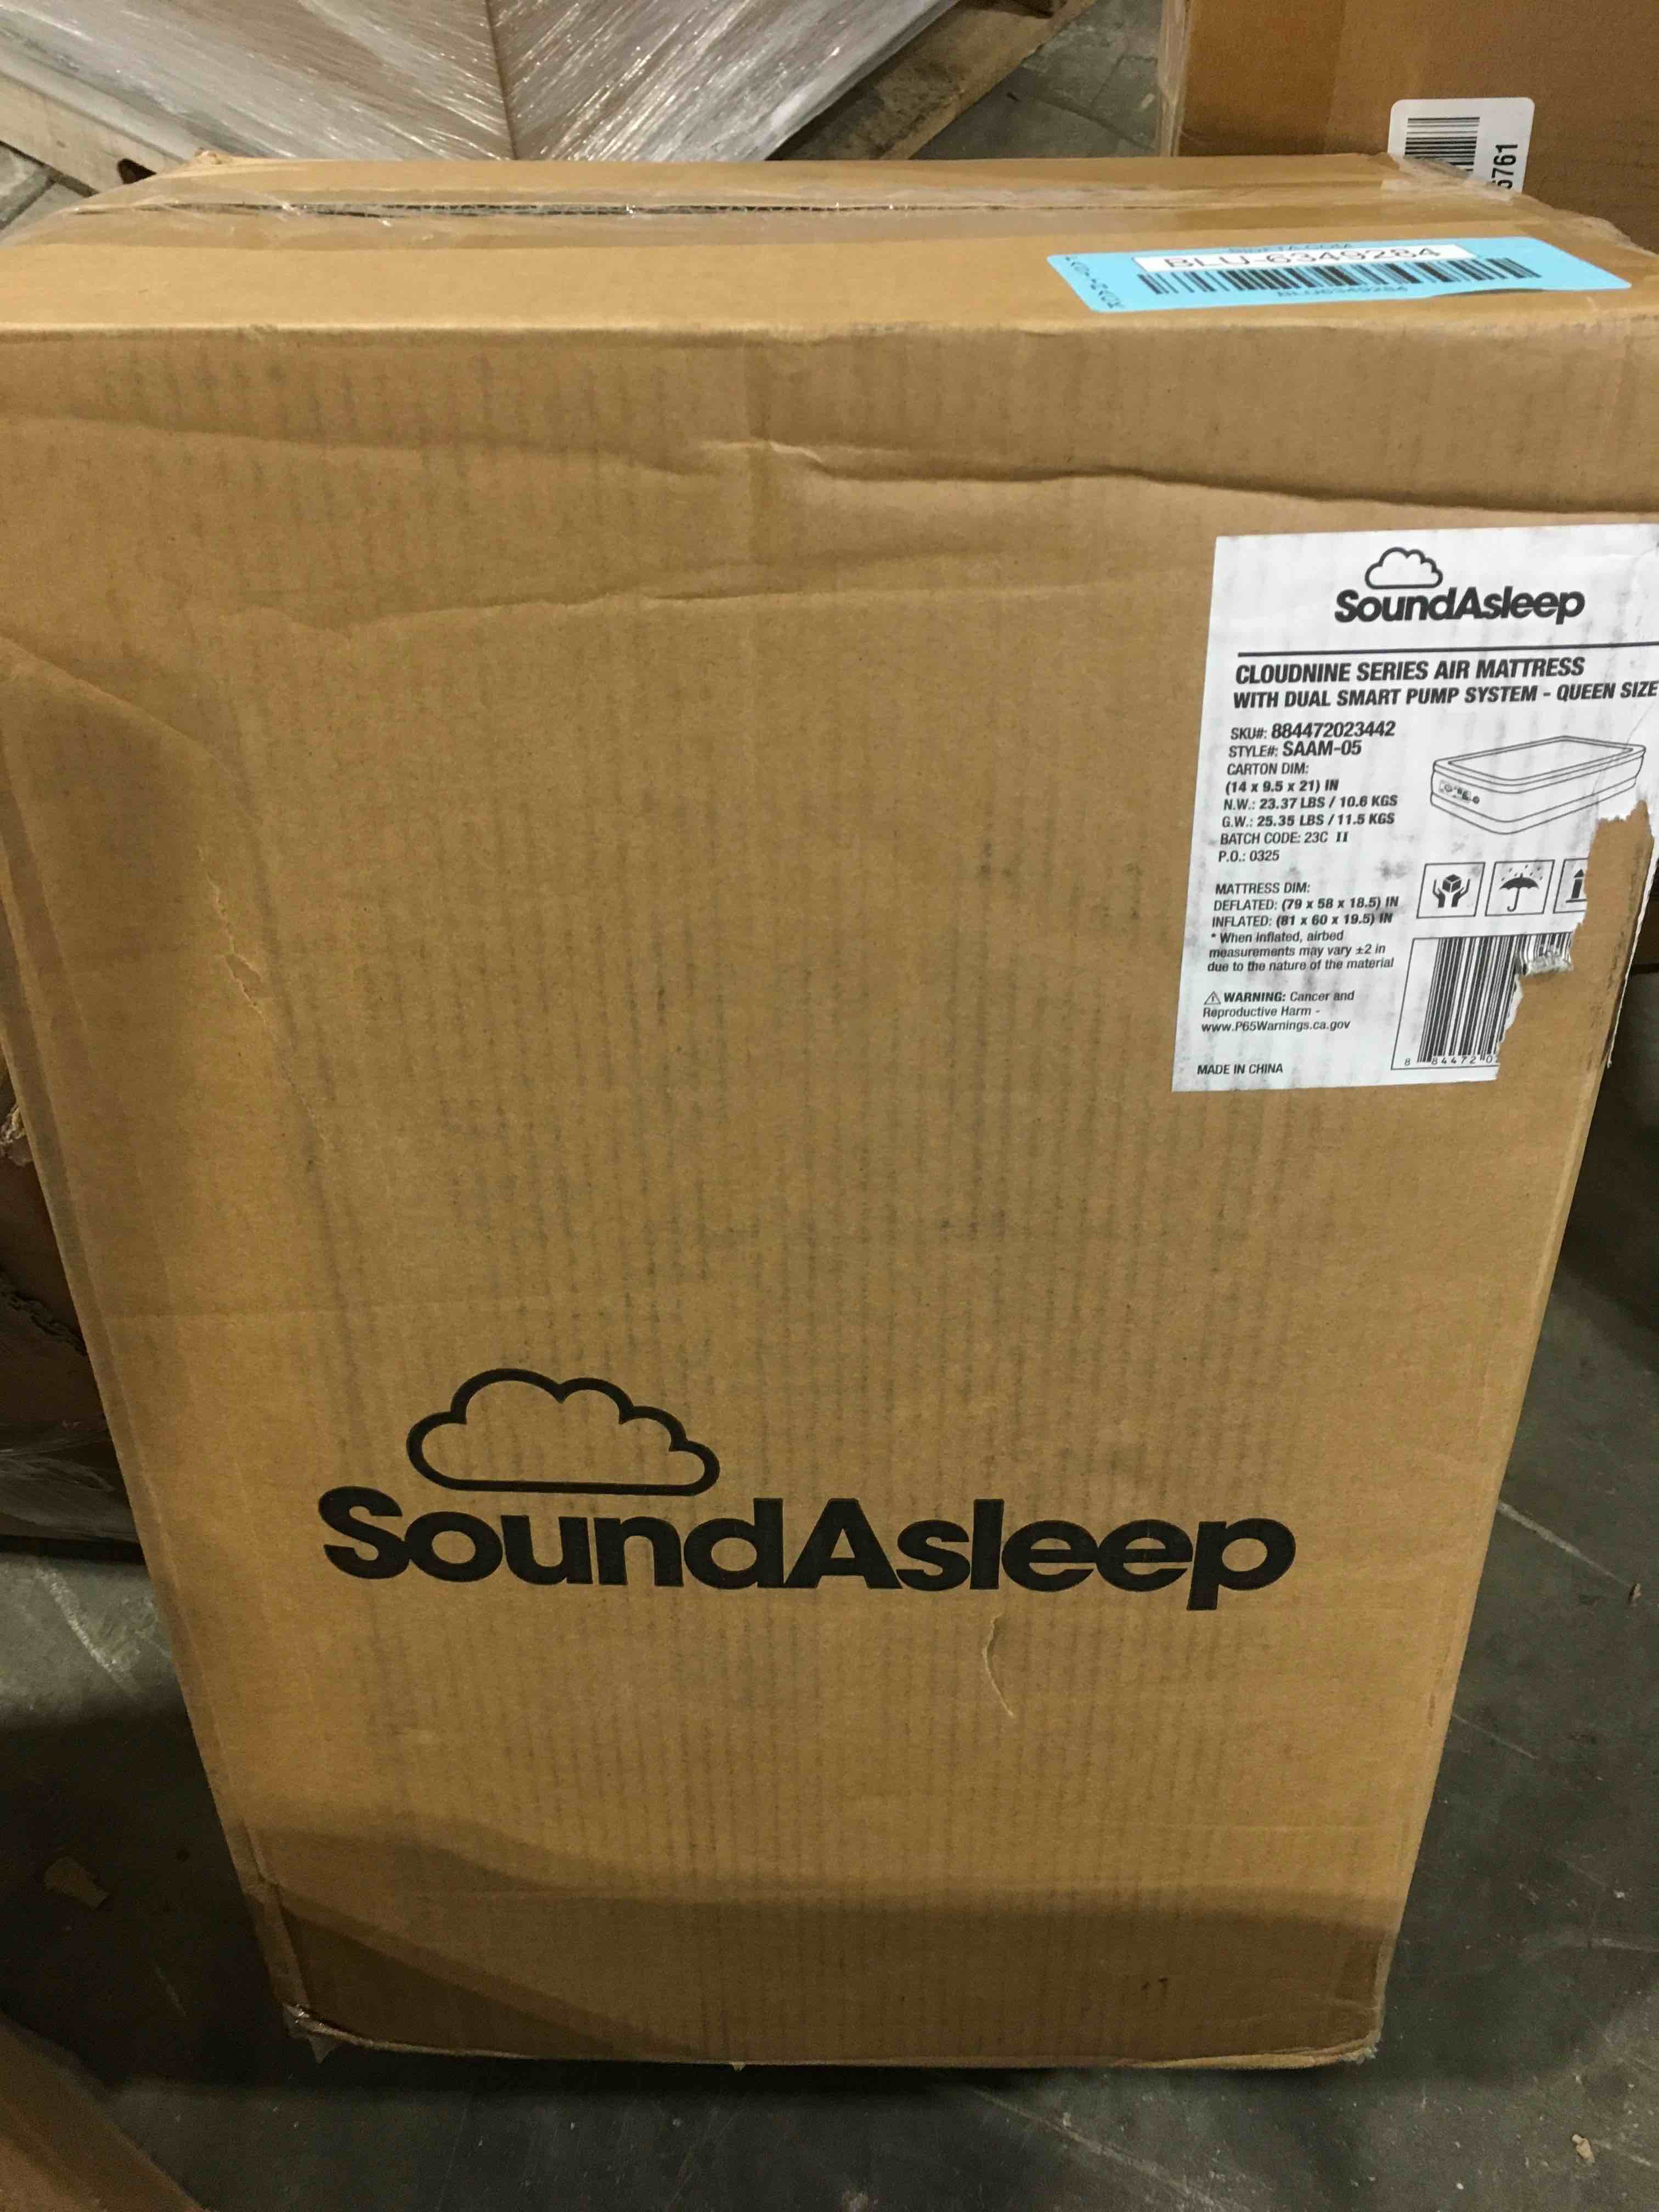 5761
BLU-6349284
SoundAsleep
CLOUDNINE SERIES AIR MATTRESS
WITH DUAL SMART PUMP SYSTEM - QUEEN SIZE
SKU#: 884472023442
STYLE#: SAAM-05
CARTON DIM:
(14 x 9.5 x 21) IN
N.W.: 23.37 LBS / 10.6 KGS
G.W.: 25.35 LBS / 11.5 KGS
BATCH CODE: 23C II
P.O.: 0325
MATTRESS DIM:
DEFLATED: (79 x 58 x 18.5) IN
INFLATED: (81 x 60 x 19.5) IN
* When inflated, airbed
measurements may vary ±2 in
due to the nature of the material
WARNING: Cancer and
Reproductive Harm -
www.P65Warnings.ca.gov
MADE IN CHINA
8 84472 0
SoundAsleep